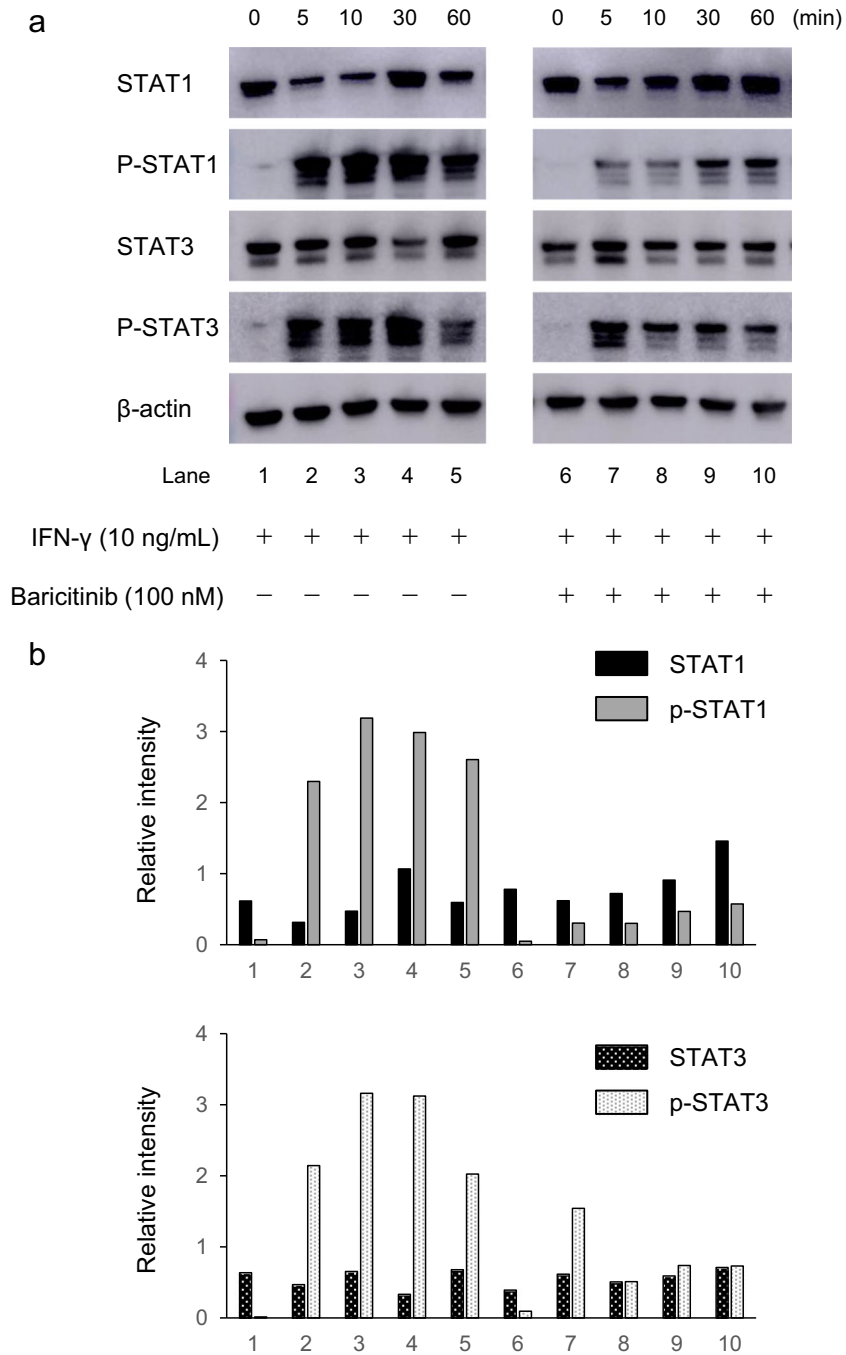 a
0 5 10 30 60 0 5 10 30 60 (min)
STAT1
P-STAT1
STAT3
P-STAT3
β-actin
Lane 1 2 3 4 5 6 7 8 9 10
IFN-γ (10 ng/mL) + + + + + + + + + +
Baricitinib (100 nM) − − − − − + + + + +
b
4
3
2
1
0
Relative intensity
STAT1
p-STAT1
1 2 3 4 5 6 7 8 9 10
4
3
2
1
0
Relative intensity
STAT3
p-STAT3
1 2 3 4 5 6 7 8 9 10